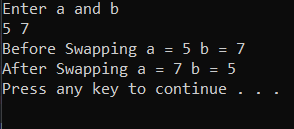 Enter a and b
5 7
Before Swapping a = 5 b = 7
After Swapping a = 7 b = 5
Press any key to continue . . .